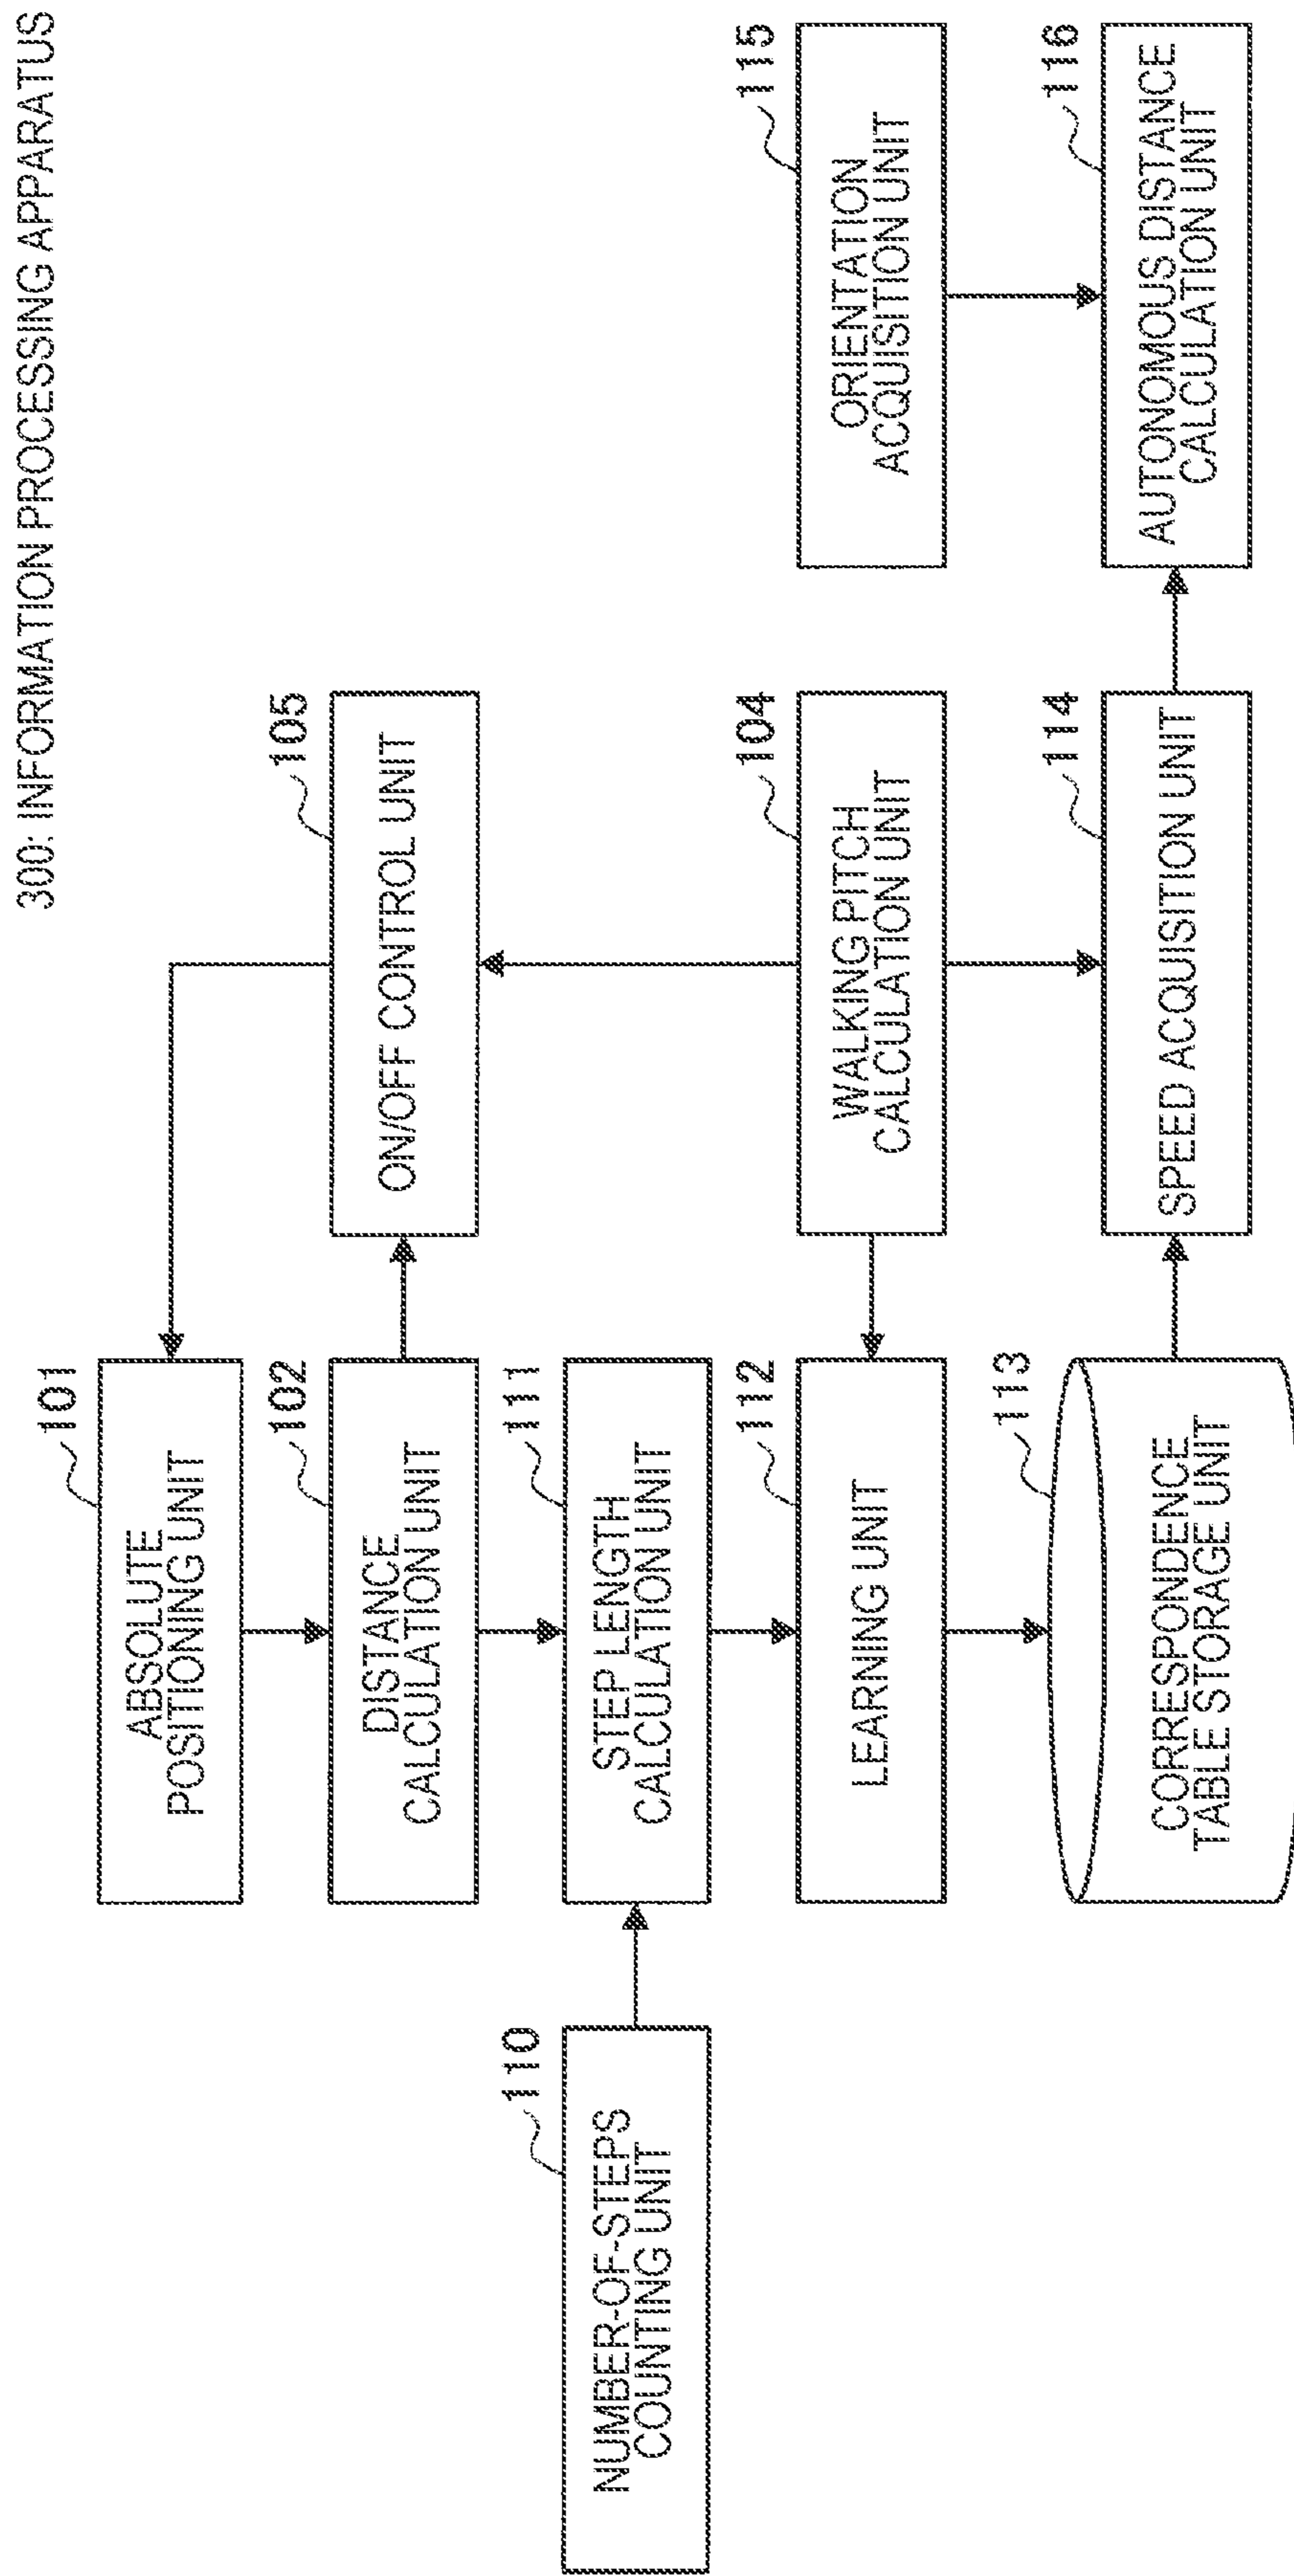 300: INFORMATION PROCESSING APPARATUS
101
ABSOLUTE
POSITIONING UNIT
102
DISTANCE
CALCULATION UNIT
105
ON/OFF CONTROL UNIT
110
NUMBER-OF-STEPS
COUNTING UNIT
111
STEP LENGTH
CALCULATION UNIT
112
LEARNING UNIT
104
WALKING PITCH
CALCULATION UNIT
115
ORIENTATION
ACQUISITION UNIT
113
CORRESPONDENCE
TABLE STORAGE UNIT
114
SPEED ACQUISITION UNIT
116
AUTONOMOUS DISTANCE
CALCULATION UNIT